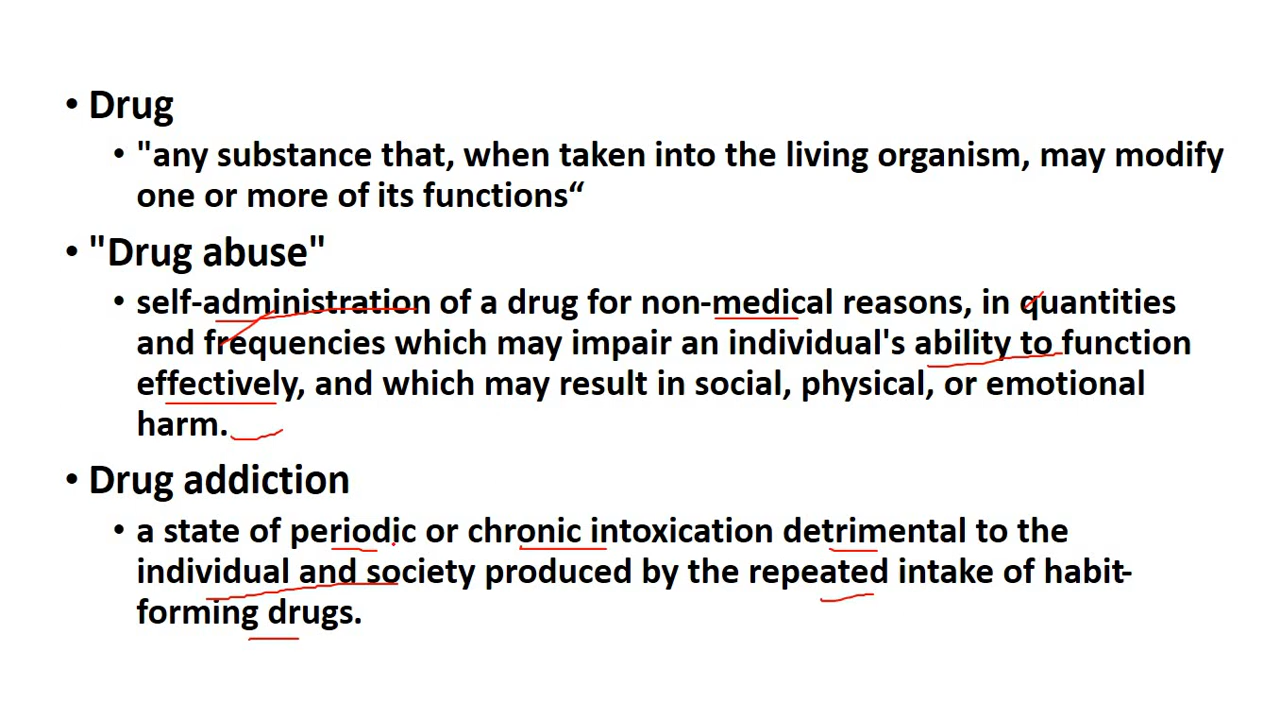 • Drug
• "any substance that, when taken into the living organism, may modify
one or more of its functions“
• "Drug abuse"
• self-administration of a drug for non-medical reasons, in quantities
and frequencies which may impair an individual's ability to function
effectively, and which may result in social, physical, or emotional
harm.
• Drug addiction
• a state of periodic or chronic intoxication detrimental to the
individual and society produced by the repeated intake of habit-
forming drugs.